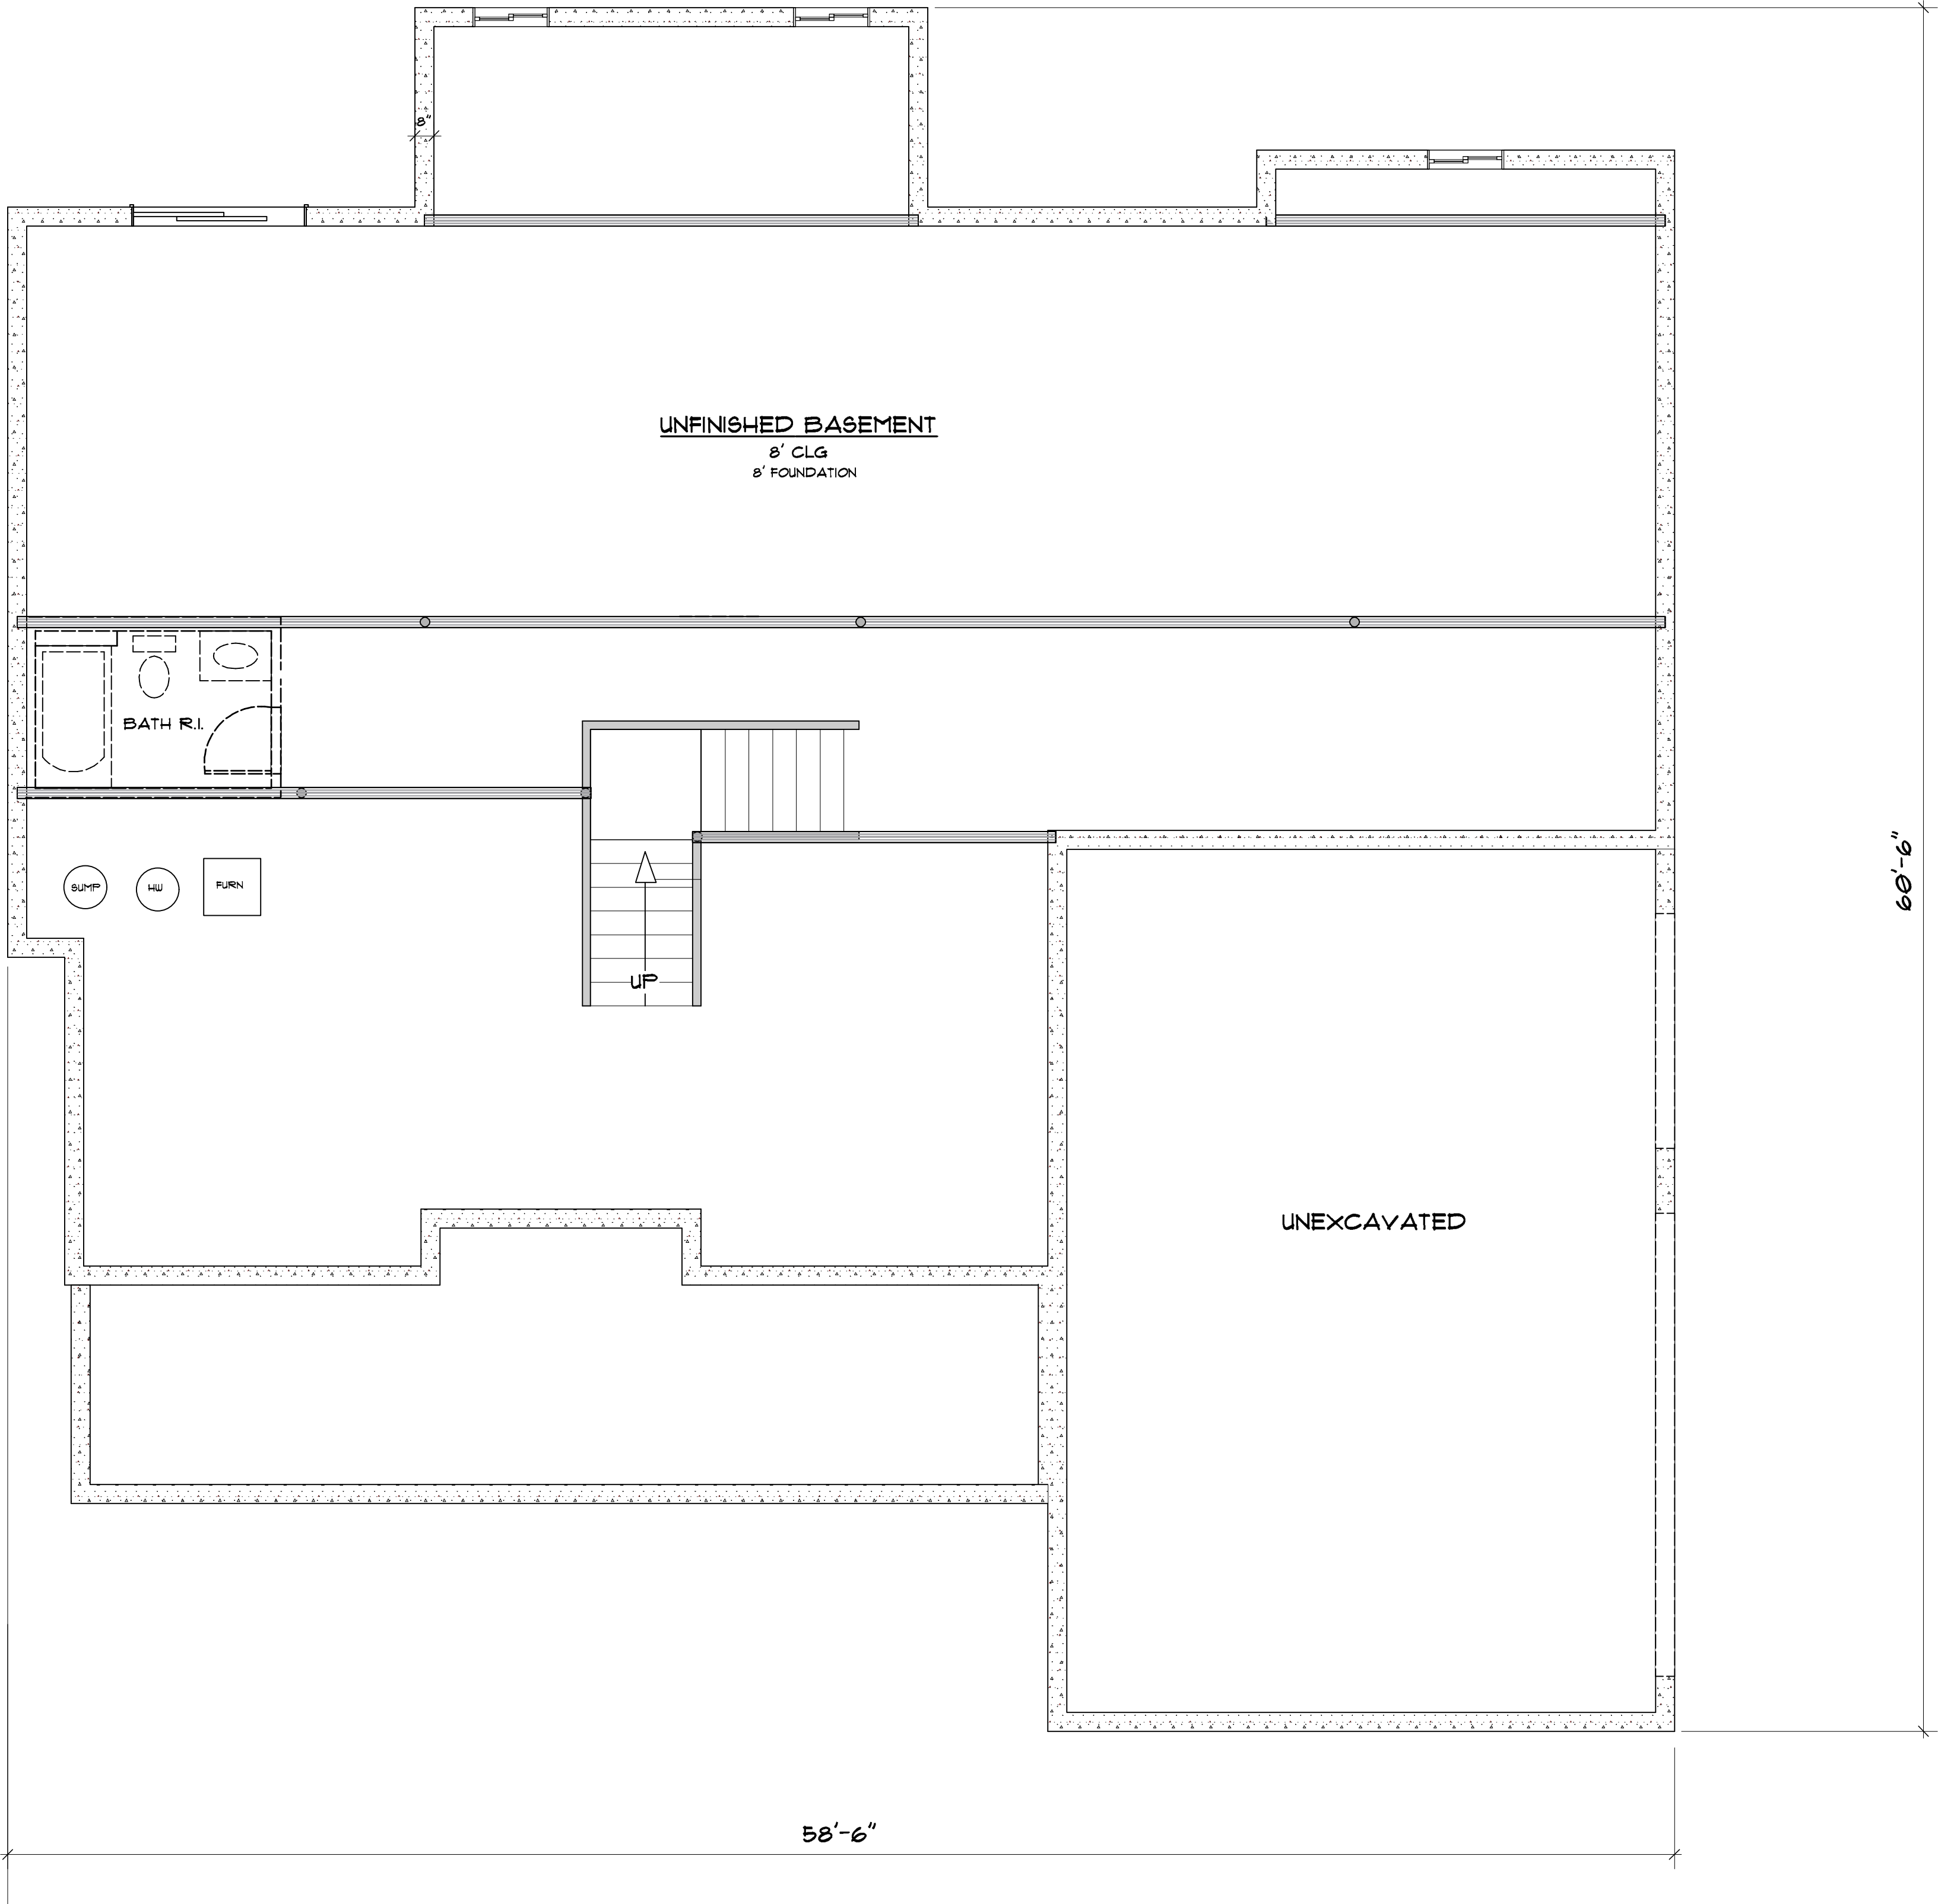 8"
UNFINISHED BASEMENT
8' CLG
8' FOUNDATION
BATH R.I.
SUMP
HW
FURN
60'-6"
UP
UNEXCAVATED
58'-6"